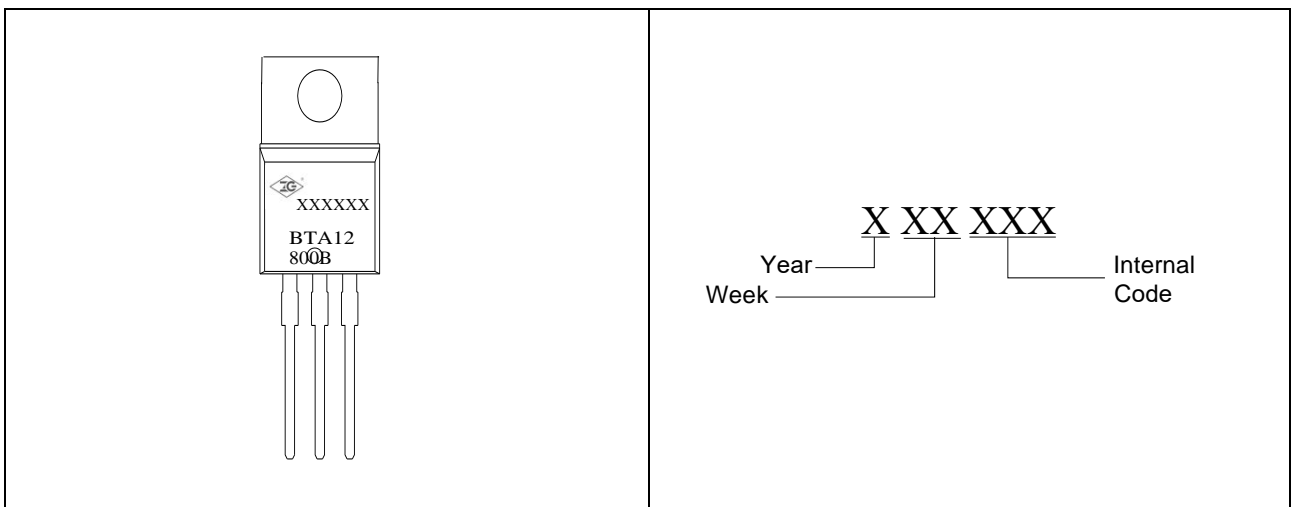 XXXXXX
BTA12
800B
X XX XXX
Year
Week
Internal
Code